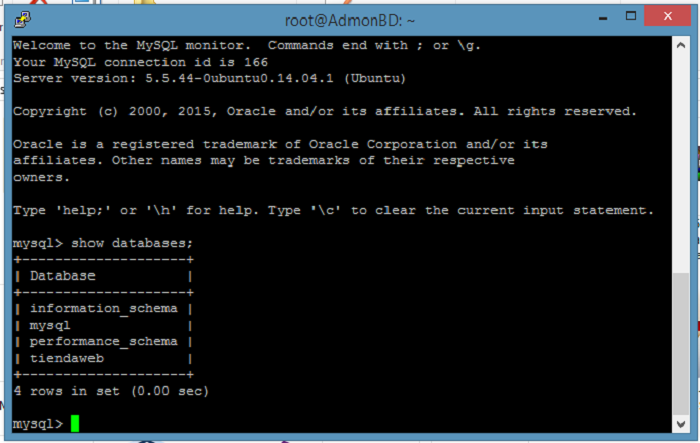 root@AdmonBD: ~
Welcome to the MySQL monitor.  Commands end with ; or \g.
Your MySQL connection id is 166
Server version: 5.5.44-0ubuntu0.14.04.1 (Ubuntu)
Copyright (c) 2000, 2015, Oracle and/or its affiliates. All rights reserved.
Oracle is a registered trademark of Oracle Corporation and/or its
affiliates. Other names may be trademarks of their respective
owners.
Type 'help;' or '\h' for help. Type '\c' to clear the current input statement.
mysql> show databases;
+--------------------+
| Database           |
+--------------------+
| information_schema |
| mysql              |
| performance_schema |
| tiendaweb          |
+--------------------+
4 rows in set (0.00 sec)
mysql>